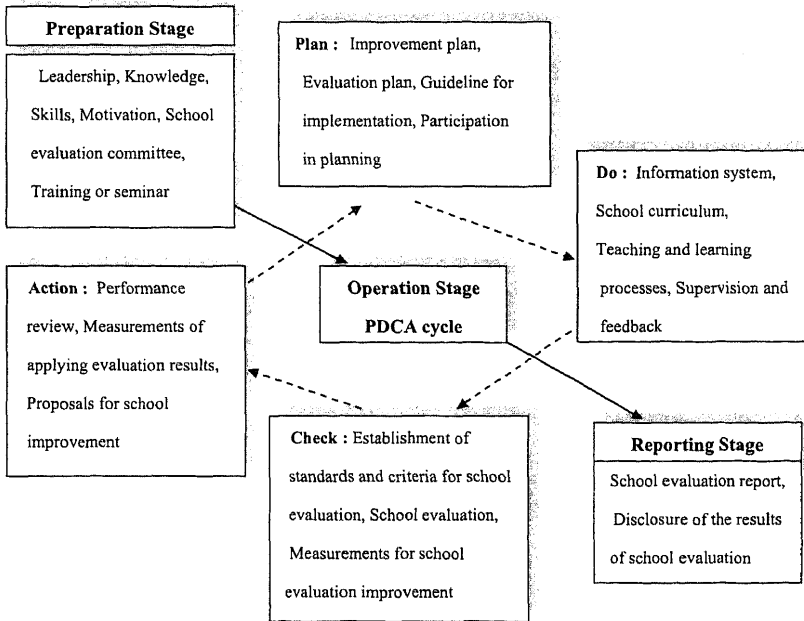 Preparation Stage
Leadership, Knowledge,
Skills, Motivation, School
evaluation committee,
Training or seminar
Plan : Improvement plan,
Evaluation plan, Guideline for
implementation, Participation
in planning
Do : Information system,
School curriculum,
Teaching and learning
processes, Supervision and
feedback
Action : Performance
review, Measurements of
applying evaluation results,
Proposals for school
improvement
Operation Stage
PDCA cycle
Check : Establishment of
standards and criteria for school
evaluation, School evaluation,
Measurements for school
evaluation improvement
Reporting Stage
School evaluation report,
Disclosure of the results
of school evaluation